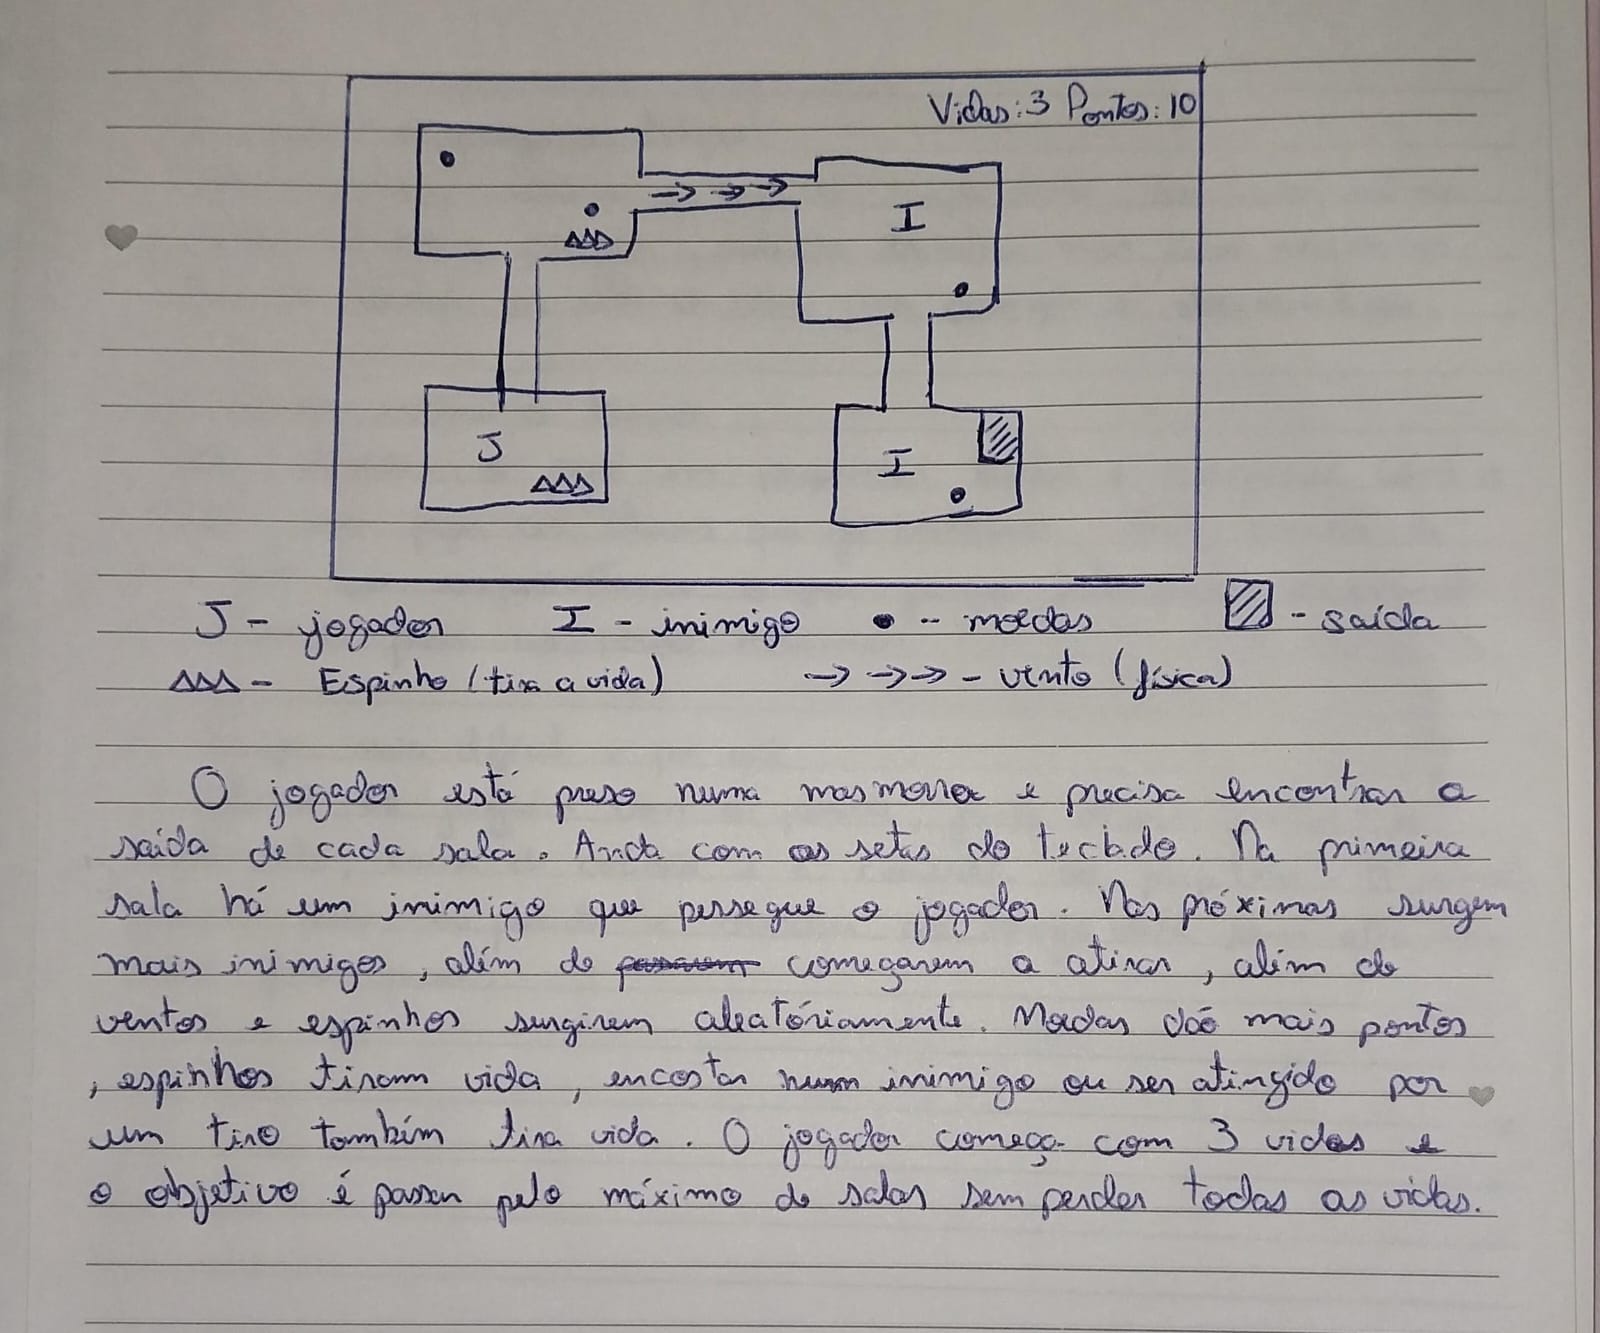 Vidas: 3 Pontos: 10
I
J
I
J - jogador I - inimigo • -- moedas - saída
Espinho (tira a vida) →→→ - vento (física)
O jogador está preso numa masmorra e precisa encontrar a
saída de cada sala. Anda com as setas do teclado. Na primeira
sala há um inimigo que persegue o jogador. Nas próximas surgem
mais inimigos, além de começarem a atirar, além de
ventos e espinhos surgirem aleatóriamente. Moedas dão mais pontos
, espinhos tiram vida, encostar num inimigo ou ser atingido por
um tiro também tira vida. O jogador começa com 3 vidas e
o objetivo é passar pelo máximo de salas sem perder todas as vidas.